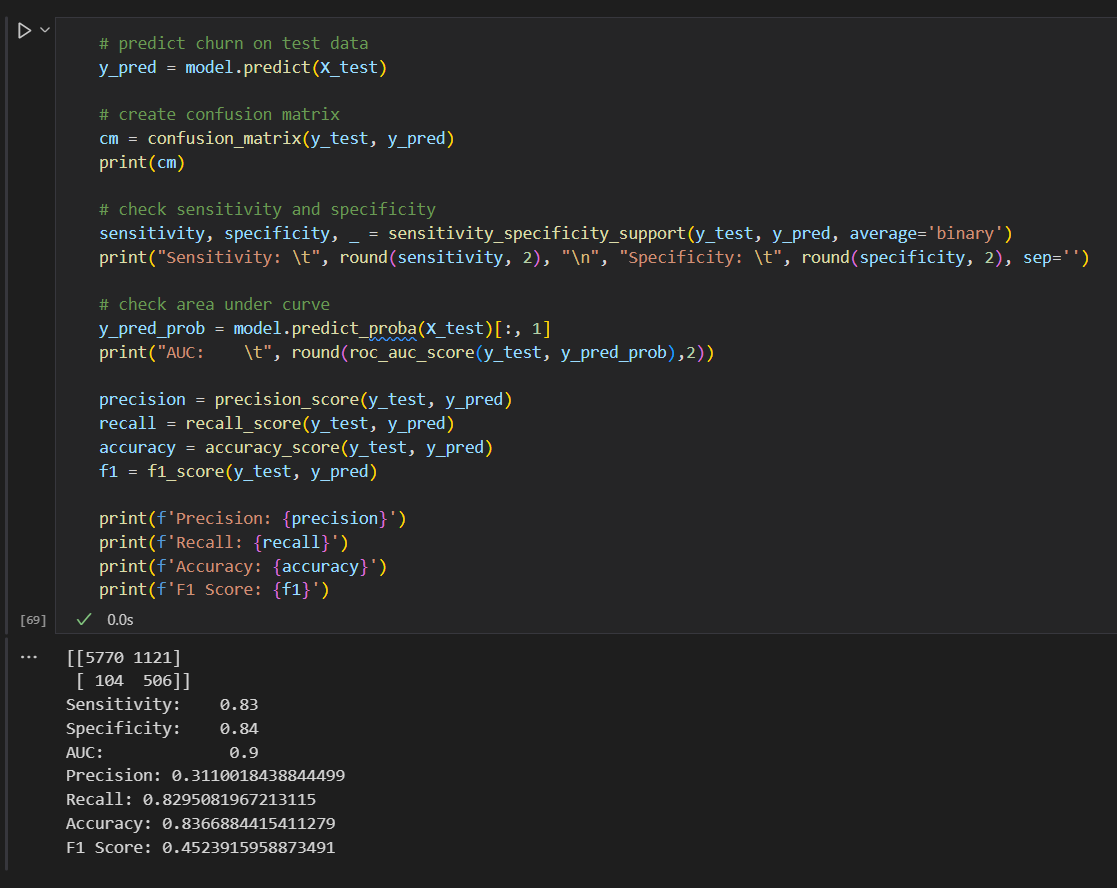 # predict churn on test data
y_pred = model.predict(X_test)
# create confusion matrix
cm = confusion_matrix(y_test, y_pred)
print(cm)
# check sensitivity and specificity
sensitivity, specificity, _ = sensitivity_specificity_support(y_test, y_pred, average='binary')
print("Sensitivity: \t", round(sensitivity, 2), "\n", "Specificity: \t", round(specificity, 2), sep='')
# check area under curve
y_pred_prob = model.predict_proba(X_test)[:, 1]
print("AUC:    \t", round(roc_auc_score(y_test, y_pred_prob),2))
precision = precision_score(y_test, y_pred)
recall = recall_score(y_test, y_pred)
accuracy = accuracy_score(y_test, y_pred)
f1 = f1_score(y_test, y_pred)
print(f'Precision: {precision}')
print(f'Recall: {recall}')
print(f'Accuracy: {accuracy}')
print(f'F1 Score: {f1}')
[69] 0.0s
[[5770 1121]
 [ 104  506]]
Sensitivity:    0.83
Specificity:    0.84
AUC:             0.9
Precision: 0.3110018438844499
Recall: 0.8295081967213115
Accuracy: 0.8366884415411279
F1 Score: 0.4523915958873491